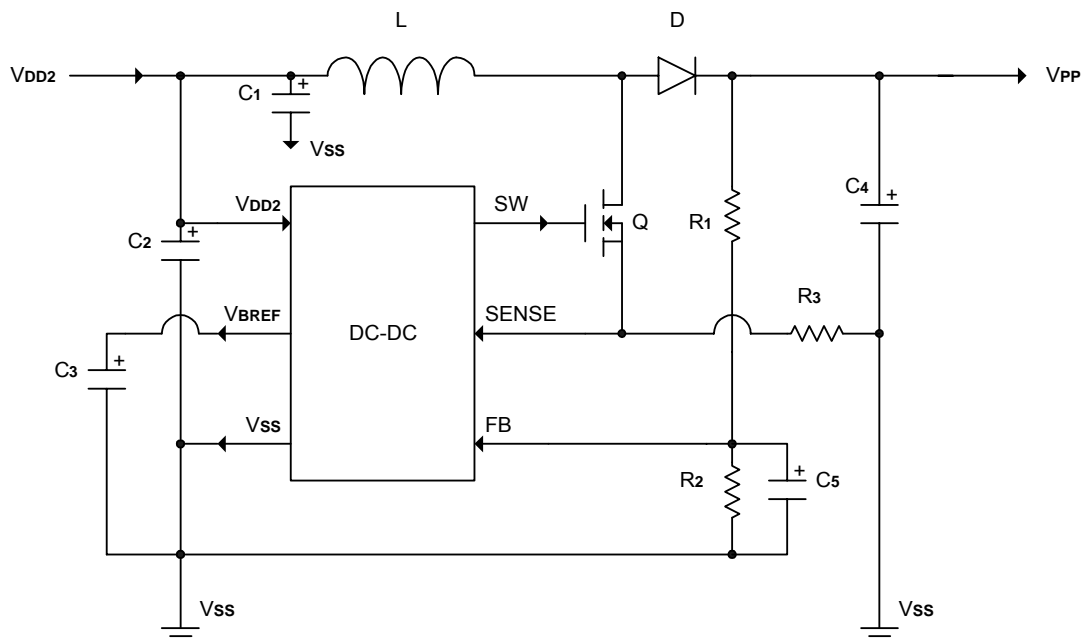 L
D
VDD2
VPP
C1
+
VSS
C4
+
VDD2
SW
Q
R1
C2
+
R3
VBREF
SENSE
DC-DC
C3
+
VSS
FB
R2
+
C5
VSS
VSS